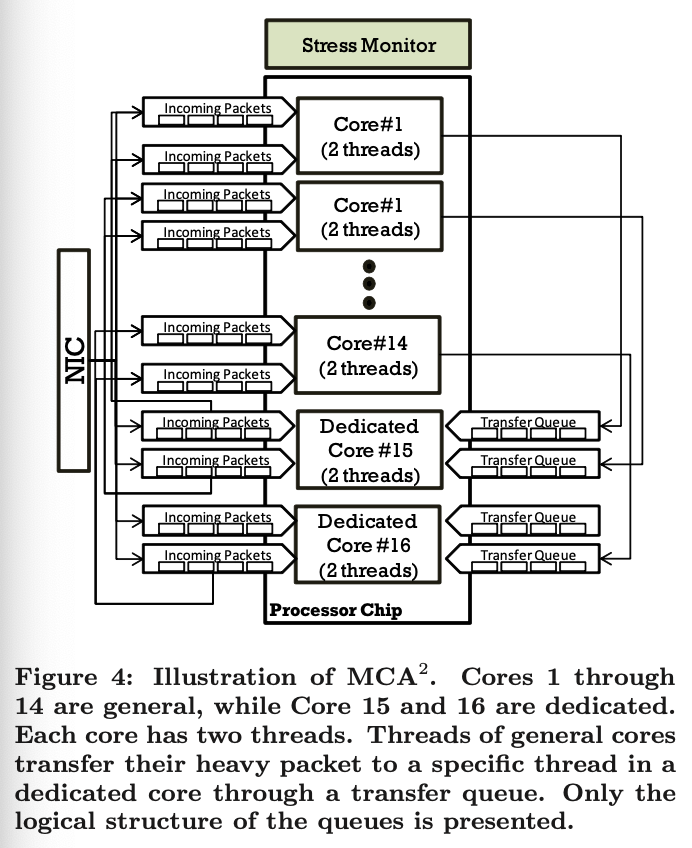 Stress Monitor
Incoming Packets
Core#1
(2 threads)
Incoming Packets
Incoming Packets
Core#1
(2 threads)
Incoming Packets
NIC
Incoming Packets
Core#14
(2 threads)
Incoming Packets
Incoming Packets
Dedicated
Core #15
(2 threads)
Transfer Queue
Incoming Packets
Transfer Queue
Incoming Packets
Dedicated
Core #16
(2 threads)
Transfer Queue
Incoming Packets
Transfer Queue
Processor Chip
Figure 4: Illustration of MCA². Cores 1 through
14 are general, while Core 15 and 16 are dedicated.
Each core has two threads. Threads of general cores
transfer their heavy packet to a specific thread in a
dedicated core through a transfer queue. Only the
logical structure of the queues is presented.